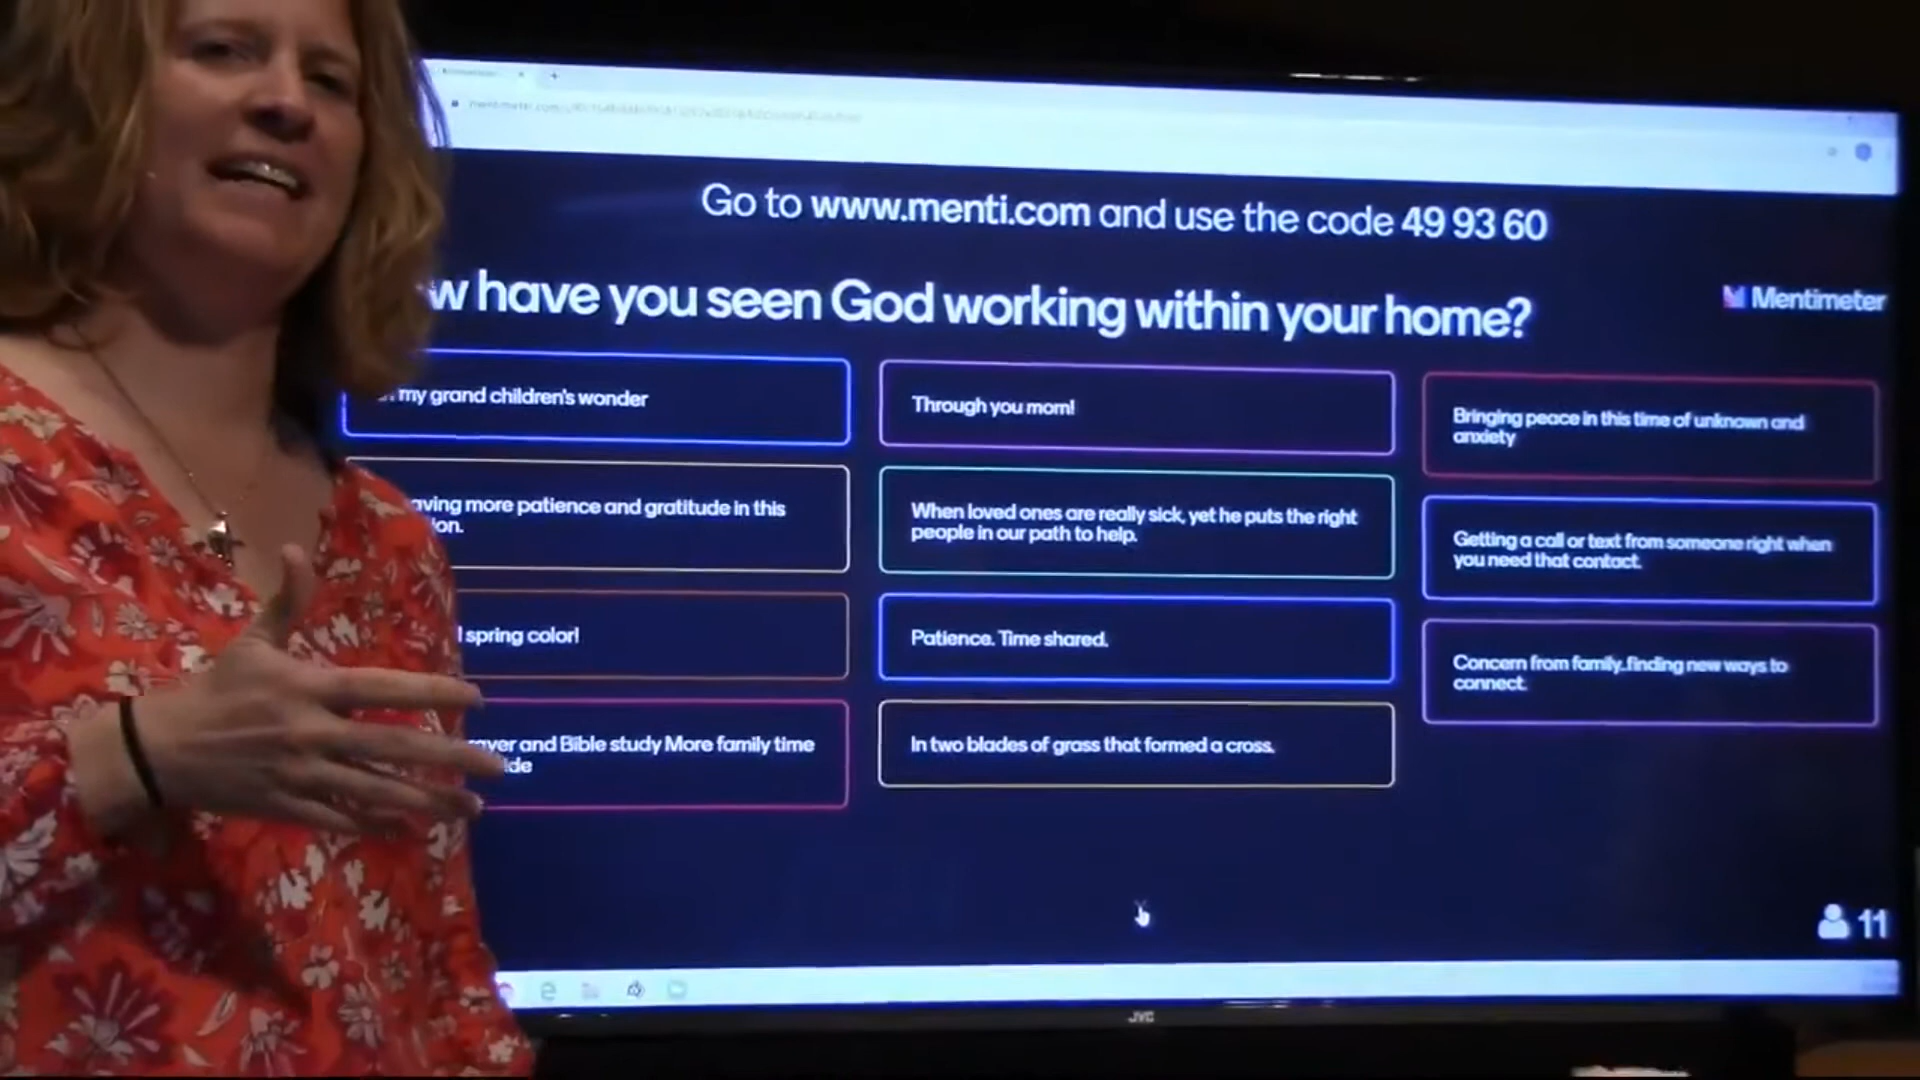 Go to www.menti.com and use the code 49 93 60
have you seen God working within your home?
Mentimeter
my grand children's wonder
more patience and gratitude in this
spring color!
and Bible study More family time
Through you mom!
When loved ones are really sick, yet he puts the right
people in our path to help.
Patience. Time shared.
In two blades of grass that formed a cross.
Bringing peace in this time of unknown and
anxiety
Getting a call or text from someone right when
you need that contact.
Concern from family..finding new ways to
connect.
11
JVC